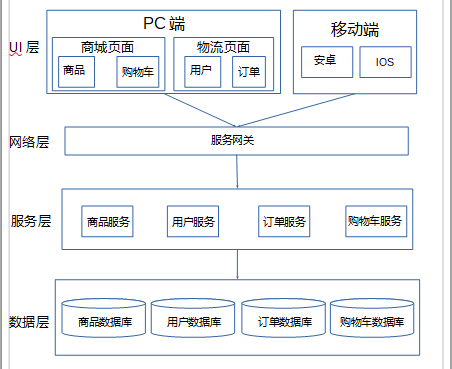 PC 端
移动端
UI 层
商城页面
物流页面
商品
购物车
用户
订单
安卓
IOS
网络层
服务网关
服务层
商品服务
用户服务
订单服务
购物车服务
数据层
商品数据库
用户数据库
订单数据库
购物车数据库